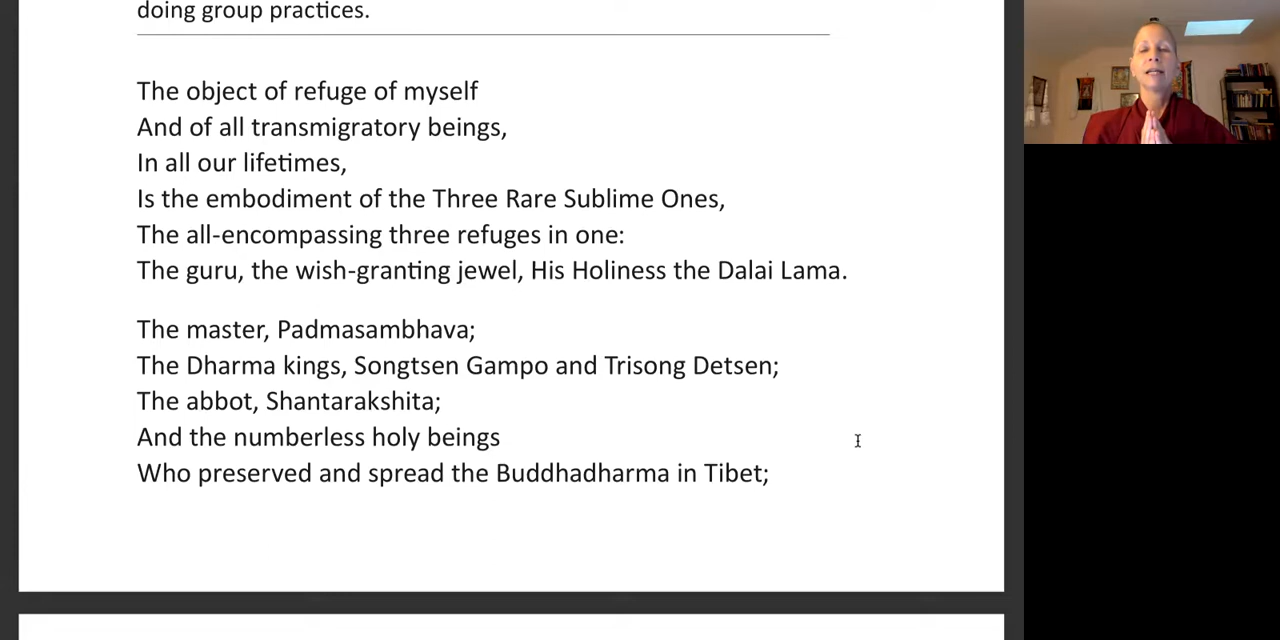 doing group practices.
The object of refuge of myself
And of all transmigratory beings,
In all our lifetimes,
Is the embodiment of the Three Rare Sublime Ones,
The all-encompassing three refuges in one:
The guru, the wish-granting jewel, His Holiness the Dalai Lama.
The master, Padmasambhava;
The Dharma kings, Songtsen Gampo and Trisong Detsen;
The abbot, Shantarakshita;
And the numberless holy beings
Who preserved and spread the Buddhadharma in Tibet;